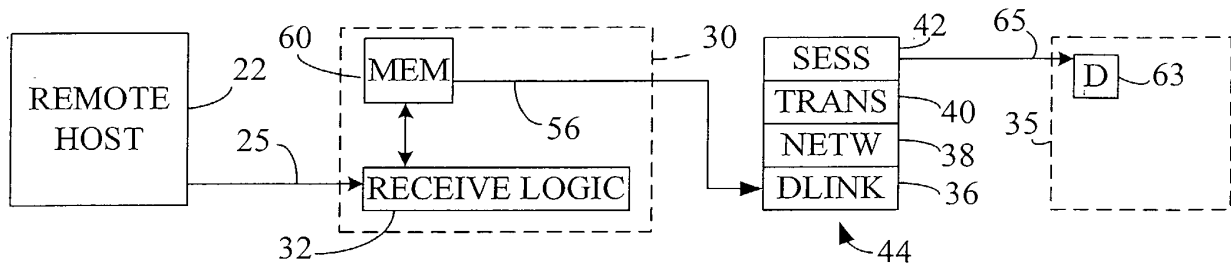 REMOTE
HOST
22
25
60
MEM
30
56
RECEIVE LOGIC
32
42
SESS
TRANS
40
NETW
38
DLINK
36
44
65
D
63
35